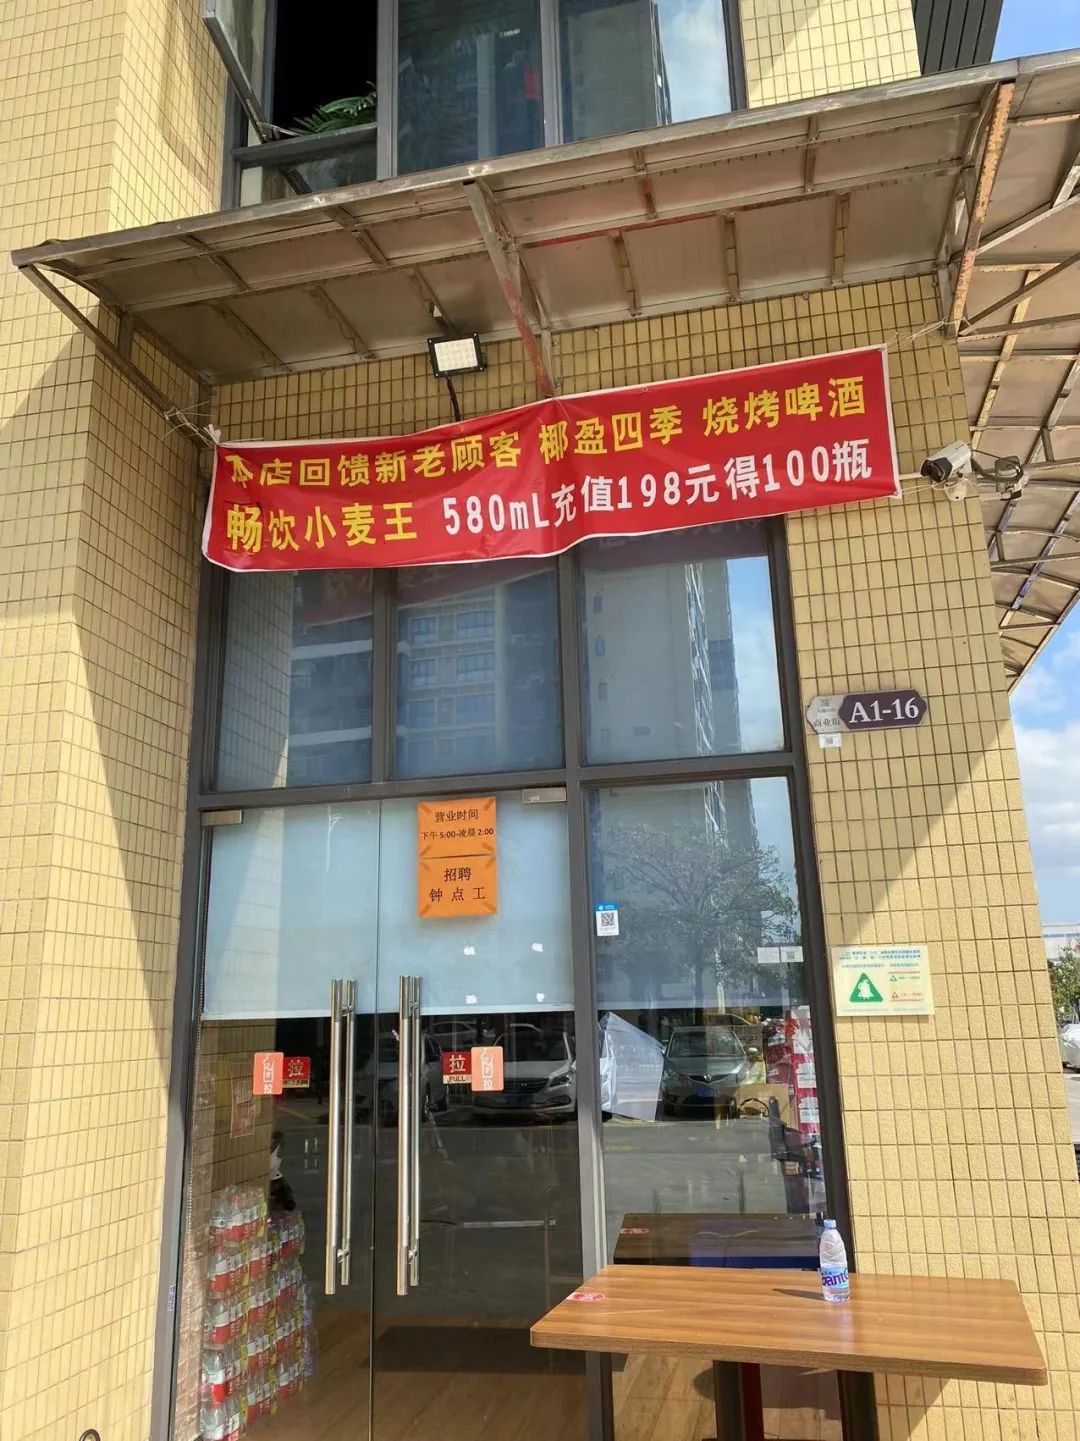 本店回馈新老顾客 椰盈四季 烧烤啤酒
畅饮小麦王 580mL充值198元得100瓶
商业街
A1-16
营业时间
下午5:00-凌晨2.00
招聘
钟点工
拉
拉
PULL
拉